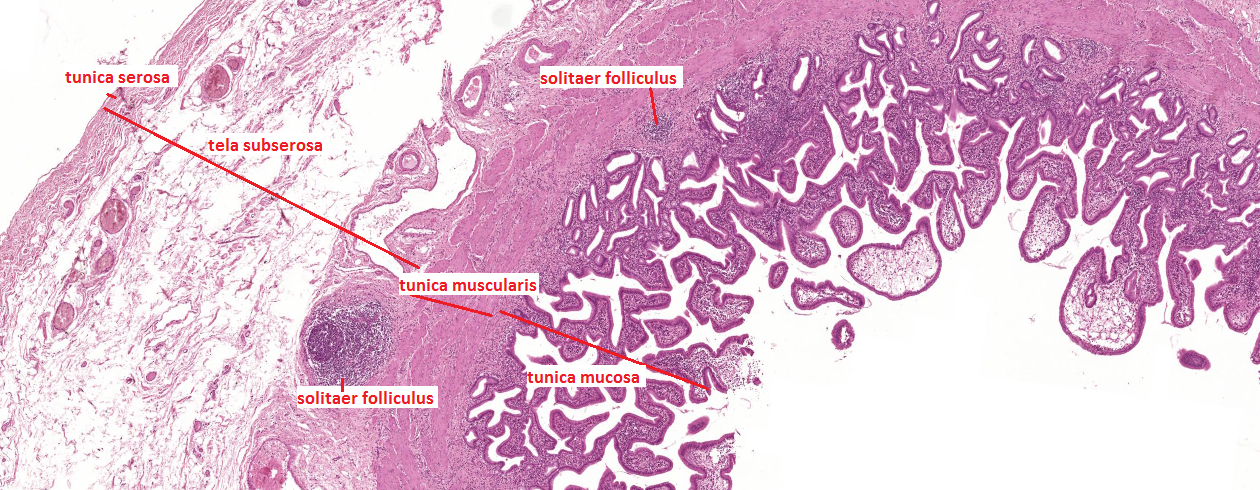 tunica serosa
solitaer folliculus
tela subserosa
tunica muscularis
tunica mucosa
solitaer folliculus